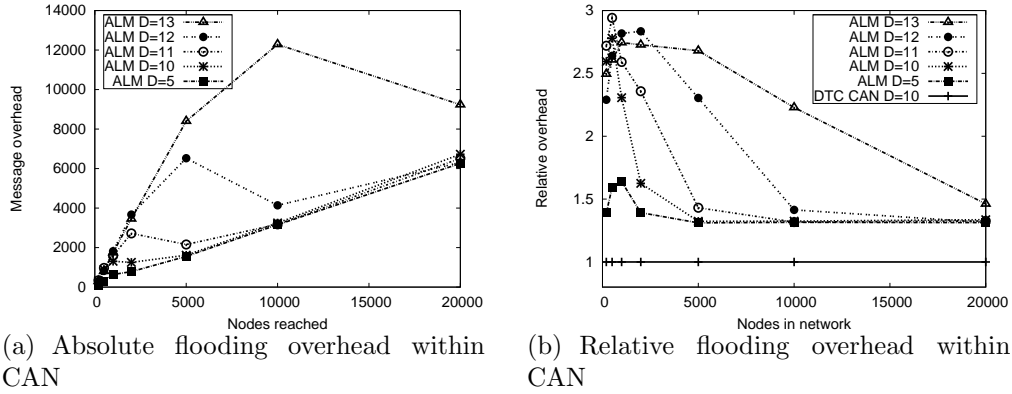 14000
12000
10000
8000
6000
4000
2000
0
Message overhead
ALM D=13
ALM D=12
ALM D=11
ALM D=10
ALM D=5
0
5000
10000
15000
20000
Nodes reached
(a) Absolute flooding overhead within
CAN
3
2.5
2
1.5
1
Relative overhead
ALM D=13
ALM D=12
ALM D=11
ALM D=10
ALM D=5
DTC CAN D=10
0
5000
10000
15000
20000
Nodes in network
(b) Relative flooding overhead within
CAN